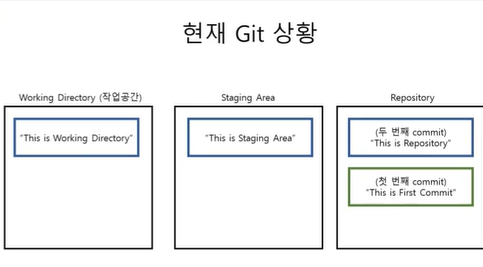 현재 Git 상황
Working Directory (작업공간)
"This is Working Directory"
Staging Area
"This is Staging Area"
Repository
(두 번째 commit)
"This is Repository"
(첫 번째 commit)
"This is First Commit"